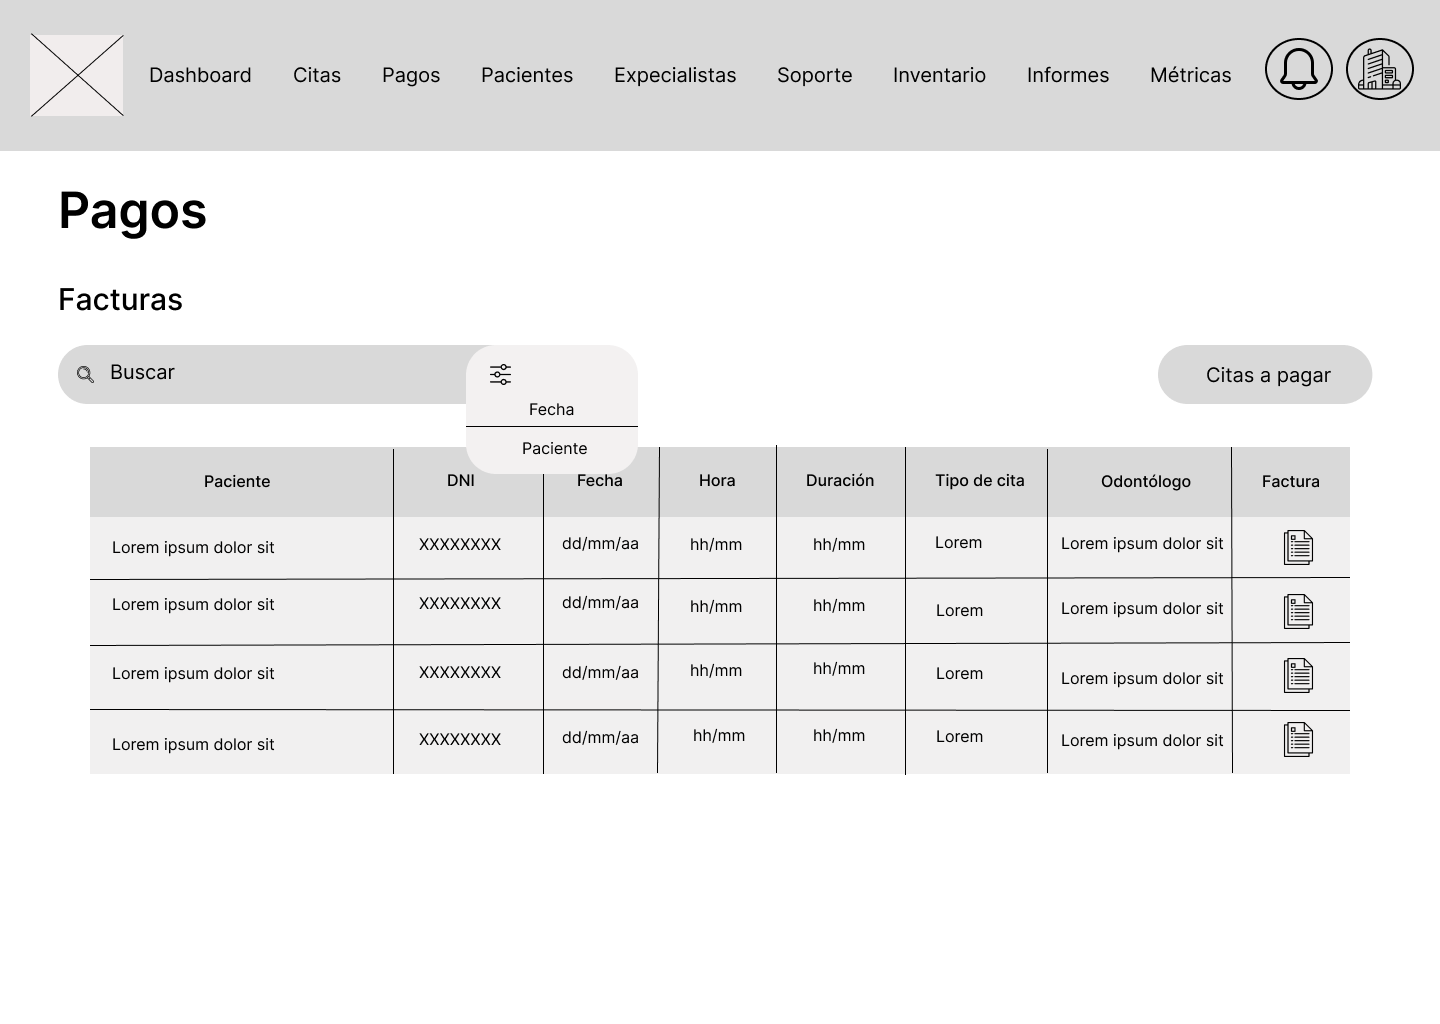 Dashboard Citas Pagos Pacientes Expecialistas Soporte Inventario Informes Métricas
Pagos
Facturas
Buscar
Citas a pagar
Fecha
Paciente
Paciente DNI Fecha Hora Duración Tipo de cita Odontólogo Factura
Lorem ipsum dolor sit XXXXXXXX dd/mm/aa hh/mm hh/mm Lorem Lorem ipsum dolor sit
Lorem ipsum dolor sit XXXXXXXX dd/mm/aa hh/mm hh/mm Lorem Lorem ipsum dolor sit
Lorem ipsum dolor sit XXXXXXXX dd/mm/aa hh/mm hh/mm Lorem Lorem ipsum dolor sit
Lorem ipsum dolor sit XXXXXXXX dd/mm/aa hh/mm hh/mm Lorem Lorem ipsum dolor sit